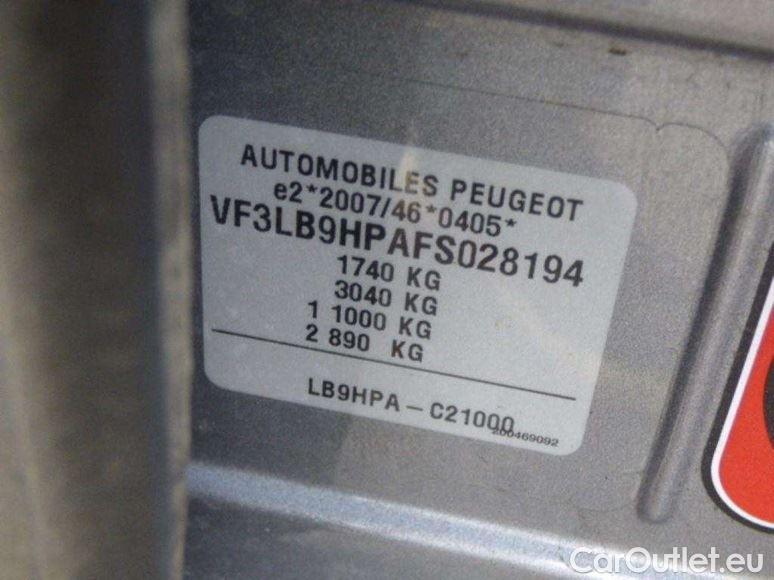 AUTOMOBILES PEUGEOT
e2*2007/46*0405*
VF3LB9HPAFS028194
1740 KG
3040 KG
1 1000 KG
2 890 KG
LB9HPA – C21000
200469092
CarOutlet.eu